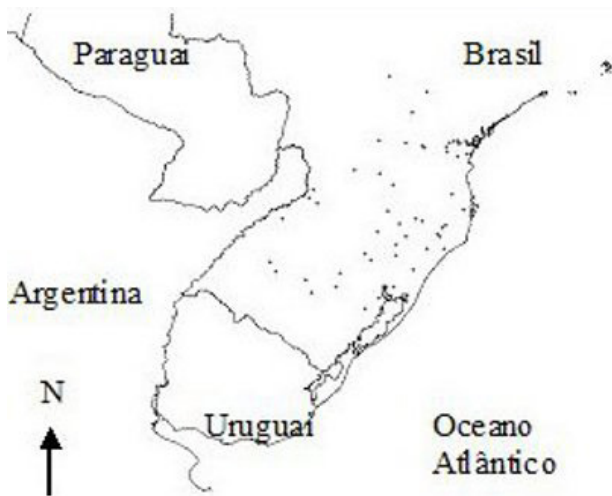 Paraguai
Brasil
Argentina
N
Uruguai
Oceano
Atlântico